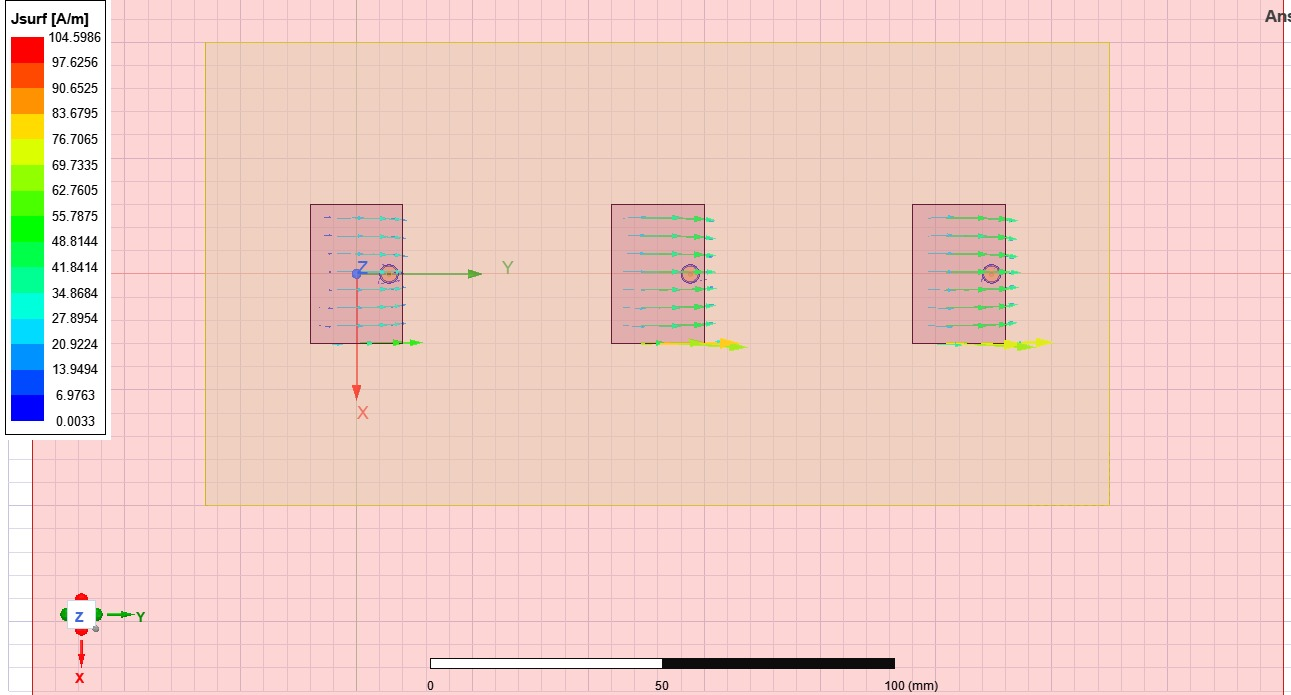 Jsurf [A/m]
104.5986
97.6256
90.6525
83.6795
76.7065
69.7335
62.7605
55.7875
48.8144
41.8414
34.8684
27.8954
20.9224
13.9494
6.9763
0.0033
Ans
Z
Y
X
Z
Y
X
0
50
100 (mm)